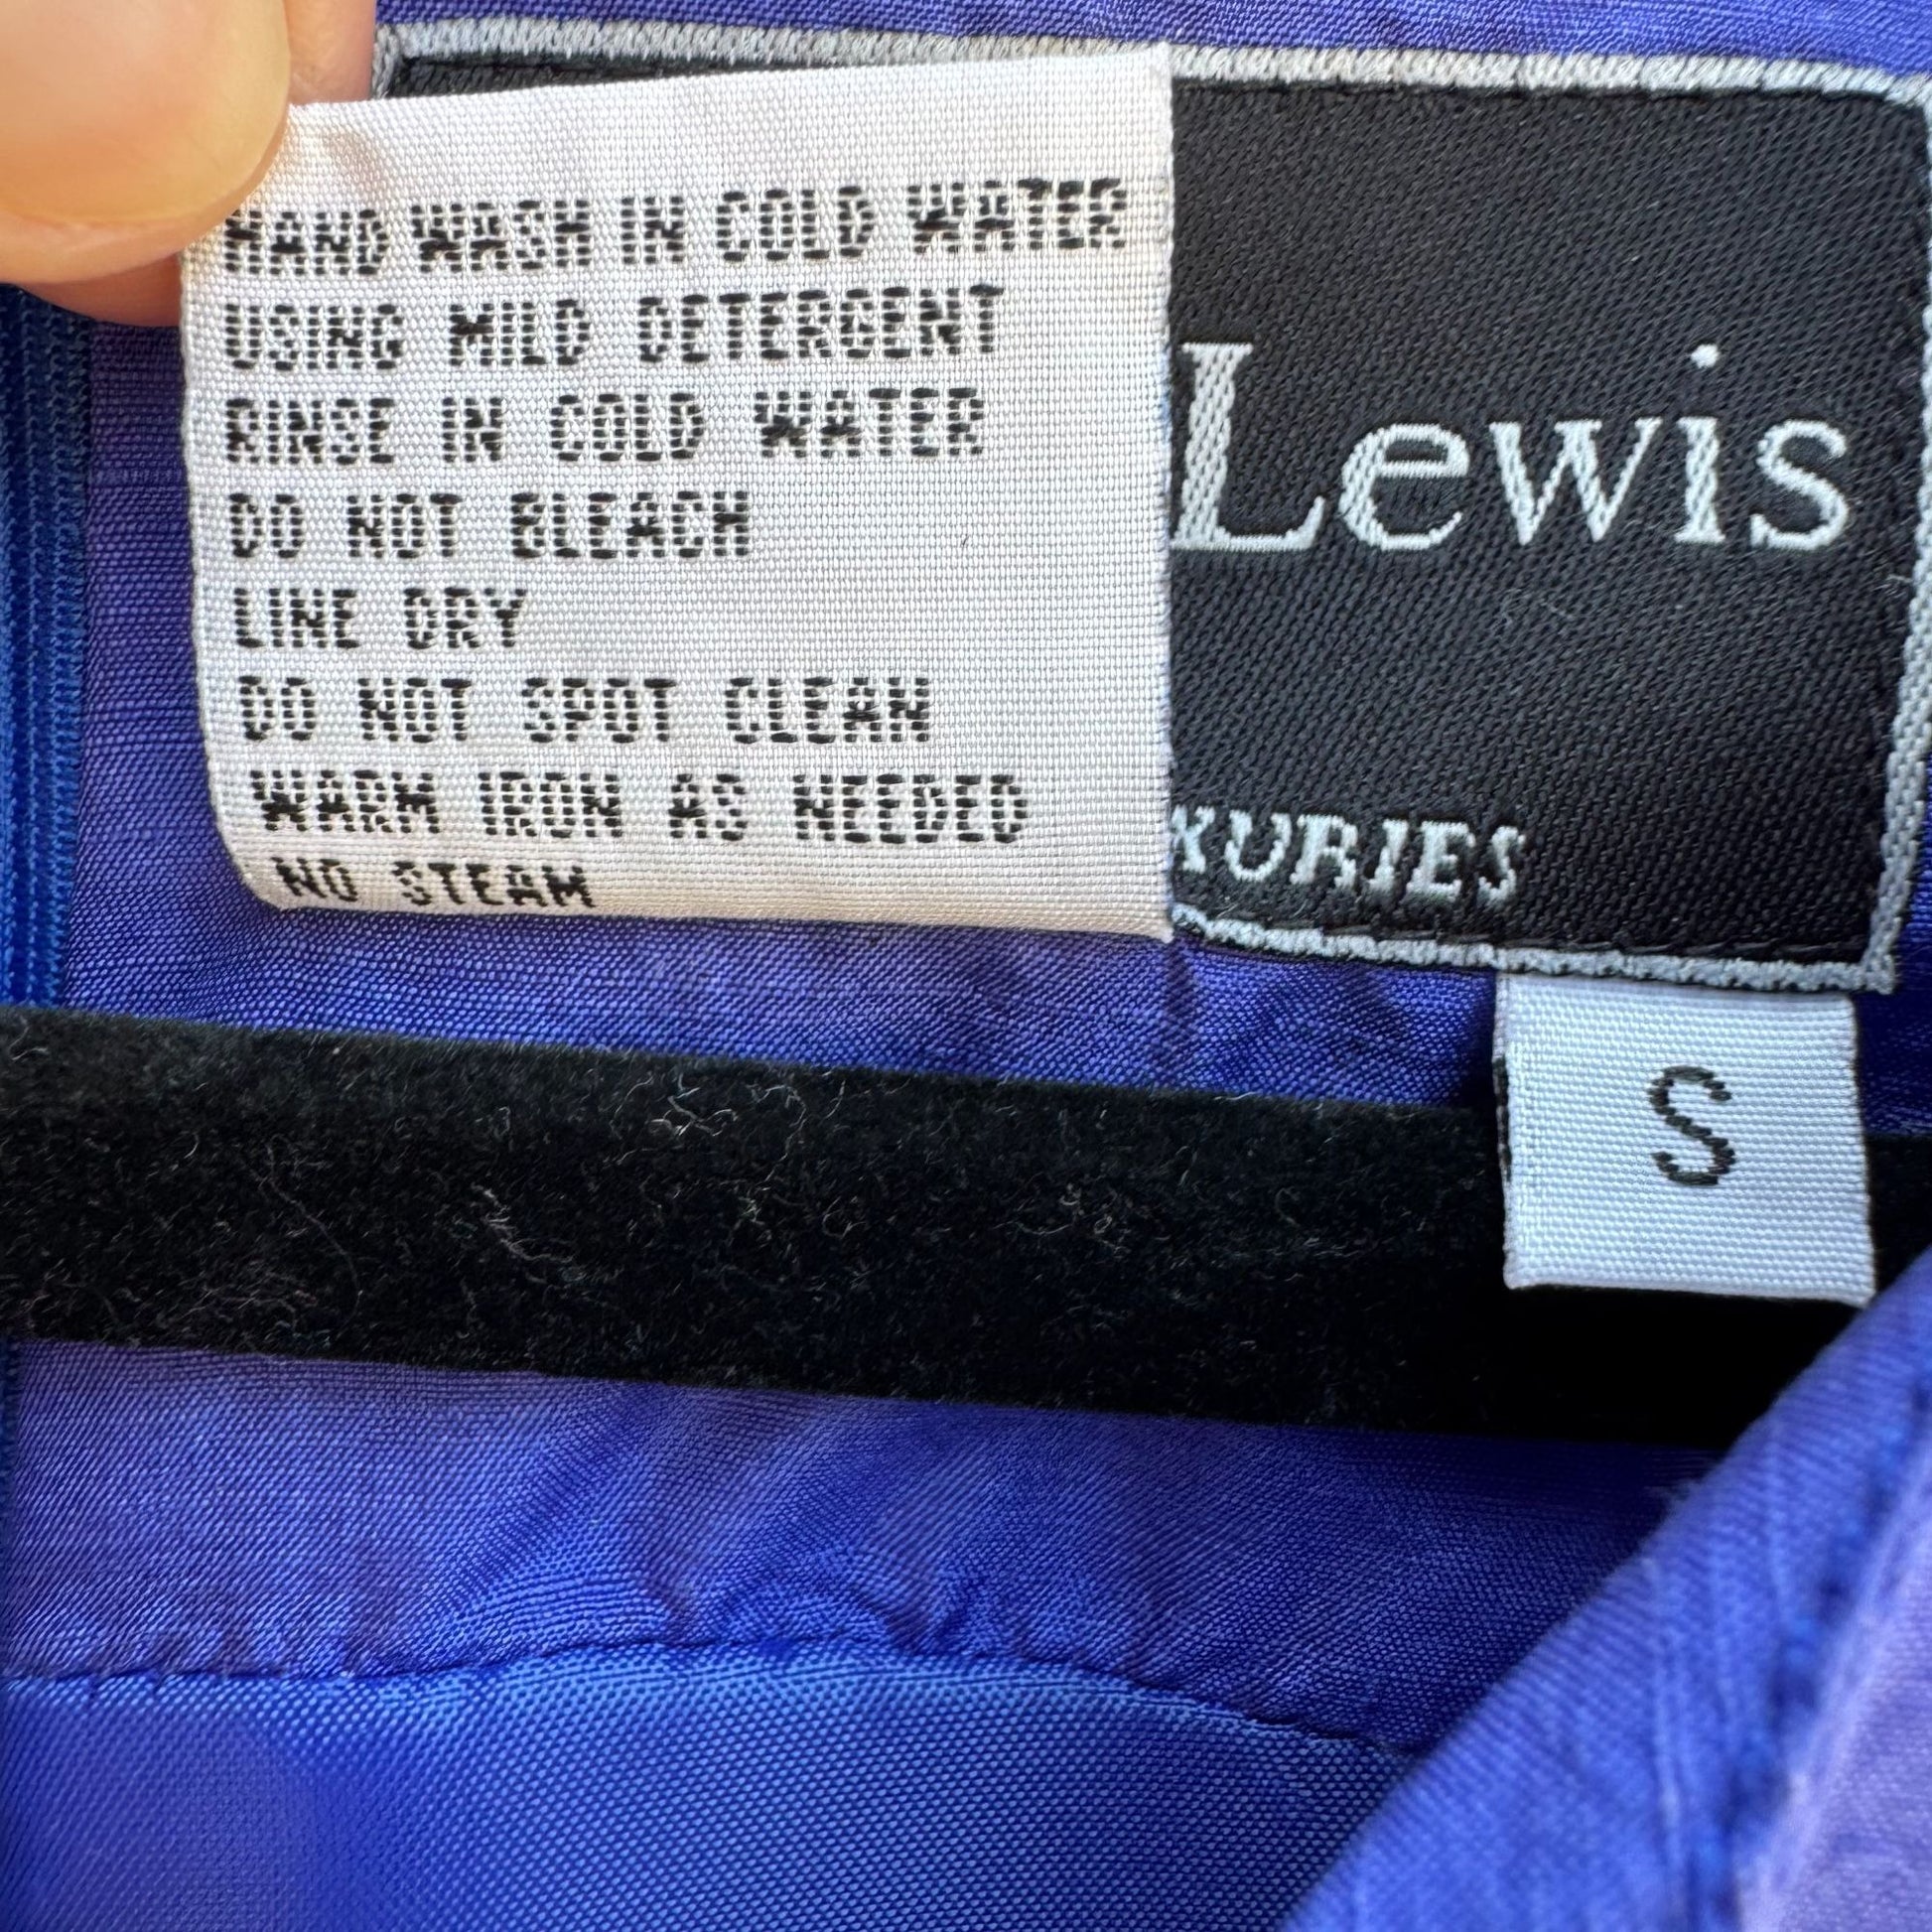 HAND WASH IN COLD WATER
USING MILD DETERGENT
RINSE IN COLD WATER
DO NOT BLEACH
LINE DRY
DO NOT SPOT CLEAN
WARM IRON AS NEEDED
NO STEAM
Lewis
XURIES
S